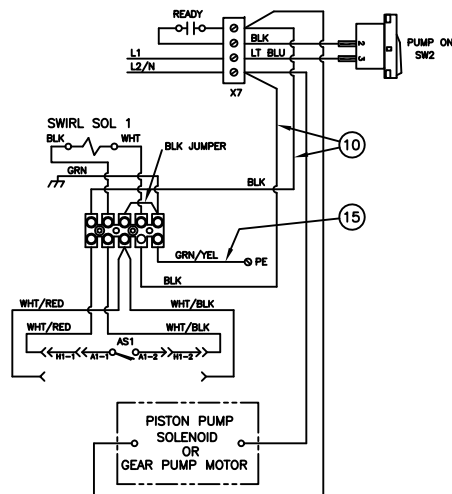 READY
BLK
2
PUMP ON
SW2
L1
LT BLU
3
L2/N
X7
SWIRL SOL 1
BLK
WHT
BLK JUMPER
10
GRN
BLK
15
GRN/YEL
PE
BLK
WHT/RED
WHT/BLK
WHT/RED
WHT/BLK
AS1
H1-1
A1-1
A1-2
H1-2
PISTON PUMP
SOLENOID
OR
GEAR PUMP MOTOR